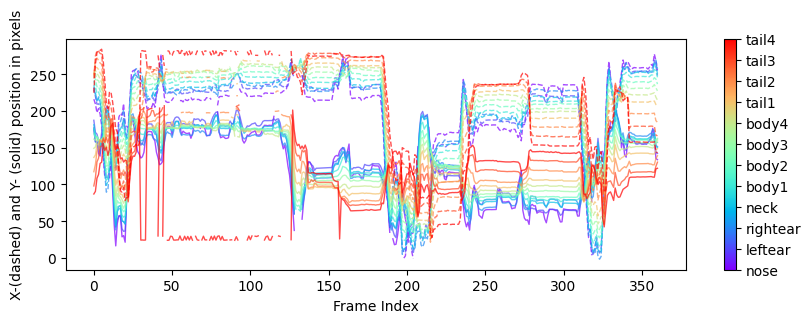 X-(dashed) and Y- (solid) position in pixels
250
200
150
100
50
0
0 50 100 150 200 250 300 350
Frame Index
tail4
tail3
tail2
tail1
body4
body3
body2
body1
neck
rightear
leftear
nose